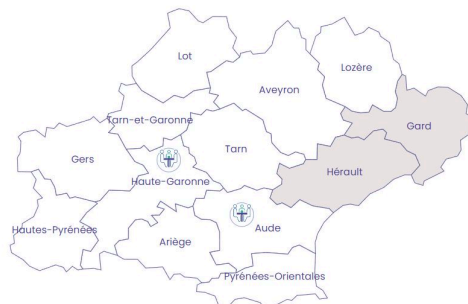 Lot
Lozère
Aveyron
Tarn-et-Garonne
Gard
Tarn
Gers
Hérault
Haute-Garonne
Hautes-Pyrénées
Aude
Ariège
Pyrénées-Orientales